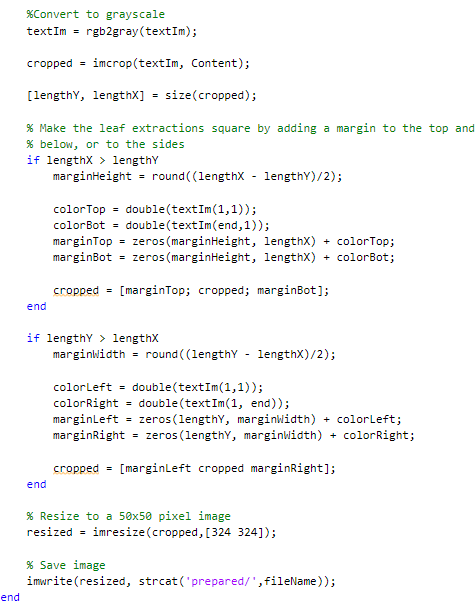 %Convert to grayscale
textIm = rgb2gray(textIm);
cropped = imcrop(textIm, Content);
[lengthY, lengthX] = size(cropped);
% Make the leaf extractions square by adding a margin to the top and
% below, or to the sides
if lengthX > lengthY
marginHeight = round((lengthX - lengthY)/2);
colorTop = double(textIm(1,1));
colorBot = double(textIm(end,1));
marginTop = zeros(marginHeight, lengthX) + colorTop;
marginBot = zeros(marginHeight, lengthX) + colorBot;
cropped = [marginTop; cropped; marginBot];
end
if lengthY > lengthX
marginWidth = round((lengthY - lengthX)/2);
colorLeft = double(textIm(1,1));
colorRight = double(textIm(1, end));
marginLeft = zeros(lengthY, marginWidth) + colorLeft;
marginRight = zeros(lengthY, marginWidth) + colorRight;
cropped = [marginLeft cropped marginRight];
end
% Resize to a 50x50 pixel image
resized = imresize(cropped,[324 324]);
% Save image
imwrite(resized, strcat('prepared/',fileName));
end